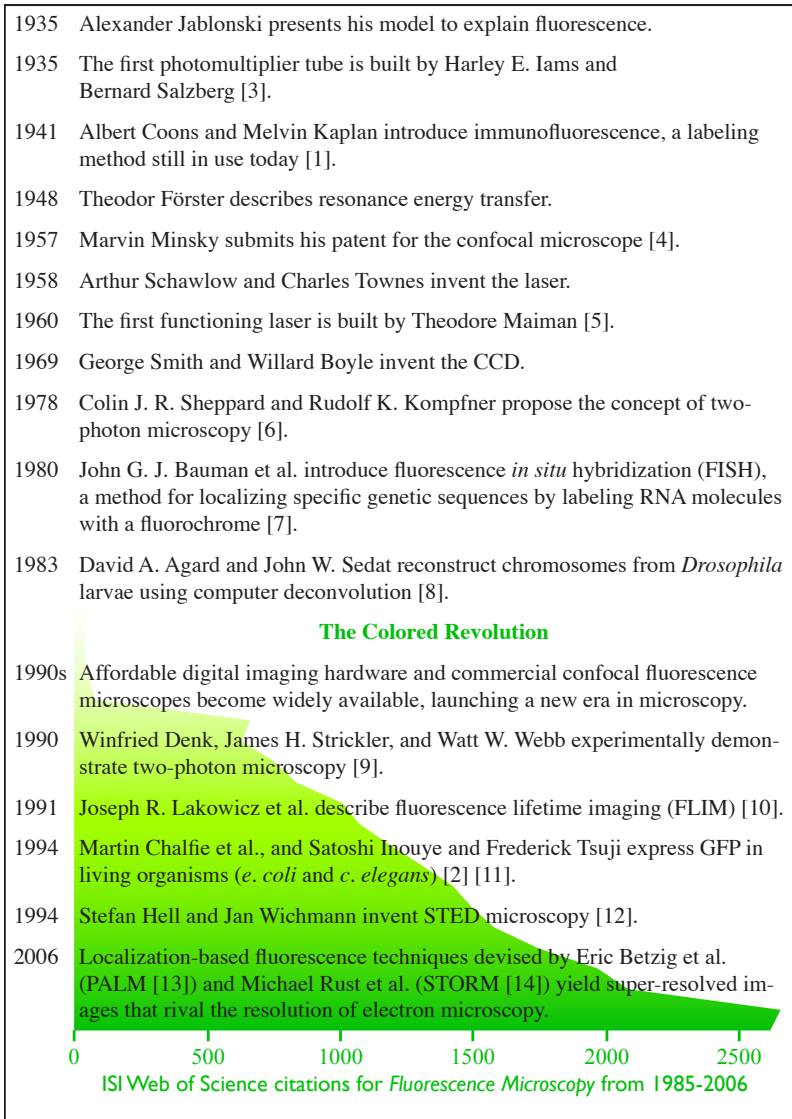 1935 Alexander Jablonski presents his model to explain fluorescence.
1935 The first photomultiplier tube is built by Harley E. Iams and
Bernard Salzberg [3].
1941 Albert Coons and Melvin Kaplan introduce immunofluorescence, a labeling
method still in use today [1].
1948 Theodor Förster describes resonance energy transfer.
1957 Marvin Minsky submits his patent for the confocal microscope [4].
1958 Arthur Schawlow and Charles Townes invent the laser.
1960 The first functioning laser is built by Theodore Maiman [5].
1969 George Smith and Willard Boyle invent the CCD.
1978 Colin J. R. Sheppard and Rudolf K. Kompfner propose the concept of two-
photon microscopy [6].
1980 John G. J. Bauman et al. introduce fluorescence in situ hybridization (FISH),
a method for localizing specific genetic sequences by labeling RNA molecules
with a fluorochrome [7].
1983 David A. Agard and John W. Sedat reconstruct chromosomes from Drosophila
larvae using computer deconvolution [8].
The Colored Revolution
1990s Affordable digital imaging hardware and commercial confocal fluorescence
microscopes become widely available, launching a new era in microscopy.
1990 Winfried Denk, James H. Strickler, and Watt W. Webb experimentally demon-
strate two-photon microscopy [9].
1991 Joseph R. Lakowicz et al. describe fluorescence lifetime imaging (FLIM) [10].
1994 Martin Chalfie et al., and Satoshi Inouye and Frederick Tsuji express GFP in
living organisms (e. coli and c. elegans) [2] [11].
1994 Stefan Hell and Jan Wichmann invent STED microscopy [12].
2006 Localization-based fluorescence techniques devised by Eric Betzig et al.
(PALM [13]) and Michael Rust et al. (STORM [14]) yield super-resolved im-
ages that rival the resolution of electron microscopy.
0 500 1000 1500 2000 2500
ISI Web of Science citations for Fluorescence Microscopy from 1985-2006